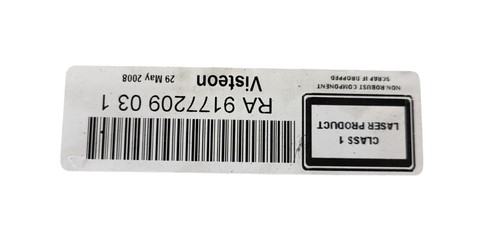 CLASS 1
LASER PRODUCT
NON ROBUST COMPONENT
SCRAP IF DROPPED
RA 9177209 03 1
Visteon
29 May 2008